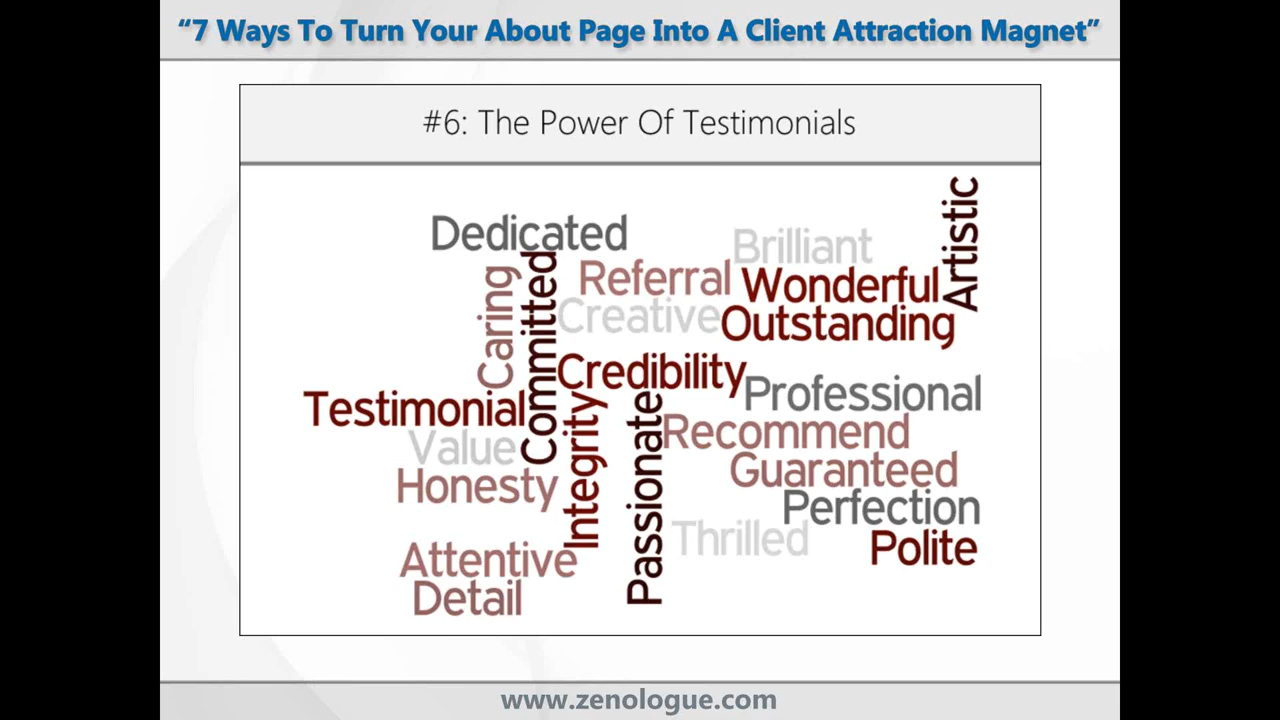 “7 Ways To Turn Your About Page Into A Client Attraction Magnet”
#6: The Power Of Testimonials
Artistic
Dedicated
Brilliant
Caring
Committed
Referral
Wonderful
Creative
Outstanding
Credibility
Professional
Testimonial
Integrity
Passionate
Recommend
Value
Guaranteed
Honesty
Perfection
Thrilled
Polite
Attentive
Detail
www.zenologue.com